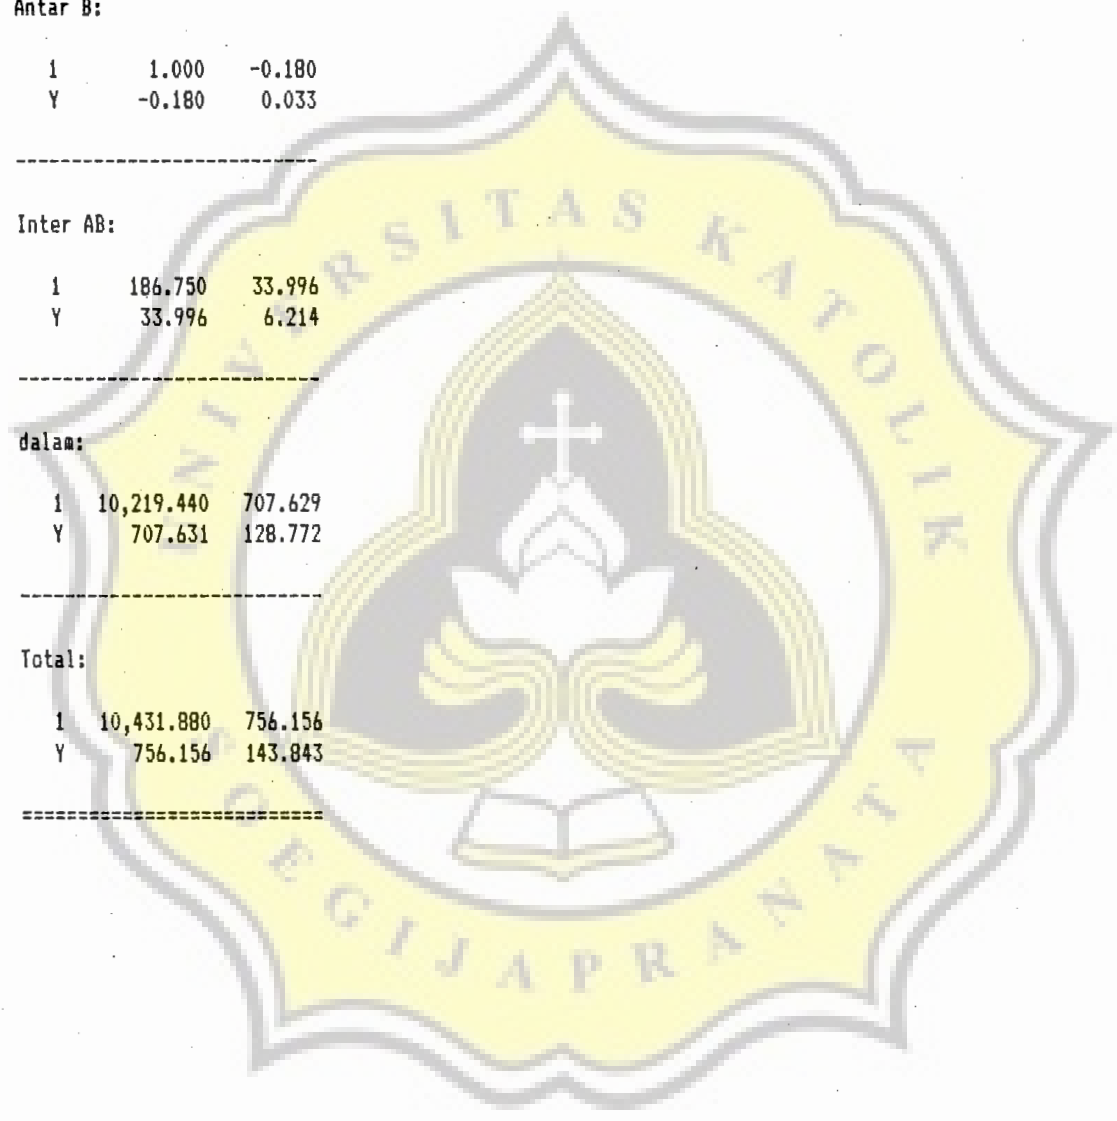 Antar B:
1 1.000 -0.180
Y -0.180 0.033
--------------------------
Inter AB:
1 186.750 33.996
Y 33.996 6.214
--------------------------
dalam:
1 10,219.440 707.629
Y 707.631 128.772
--------------------------
Total:
1 10,431.880 756.156
Y 756.156 143.843
==========================
UNIVERSITAS KATOLIK
SOEGIJAPRANATA